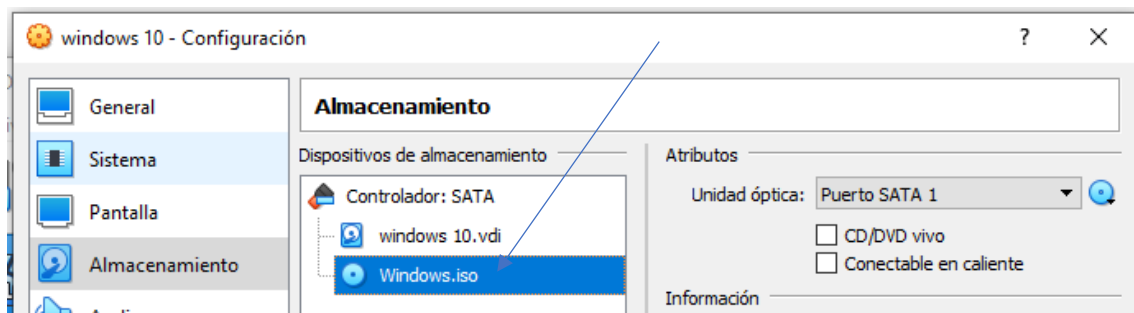 windows 10 - Configuración
?
General
Sistema
Pantalla
Almacenamiento
Almacenamiento
Dispositivos de almacenamiento
Controlador: SATA
windows 10.vdi
Windows.iso
Atributos
Unidad óptica: Puerto SATA 1
CD/DVD vivo
Conectable en caliente
Información